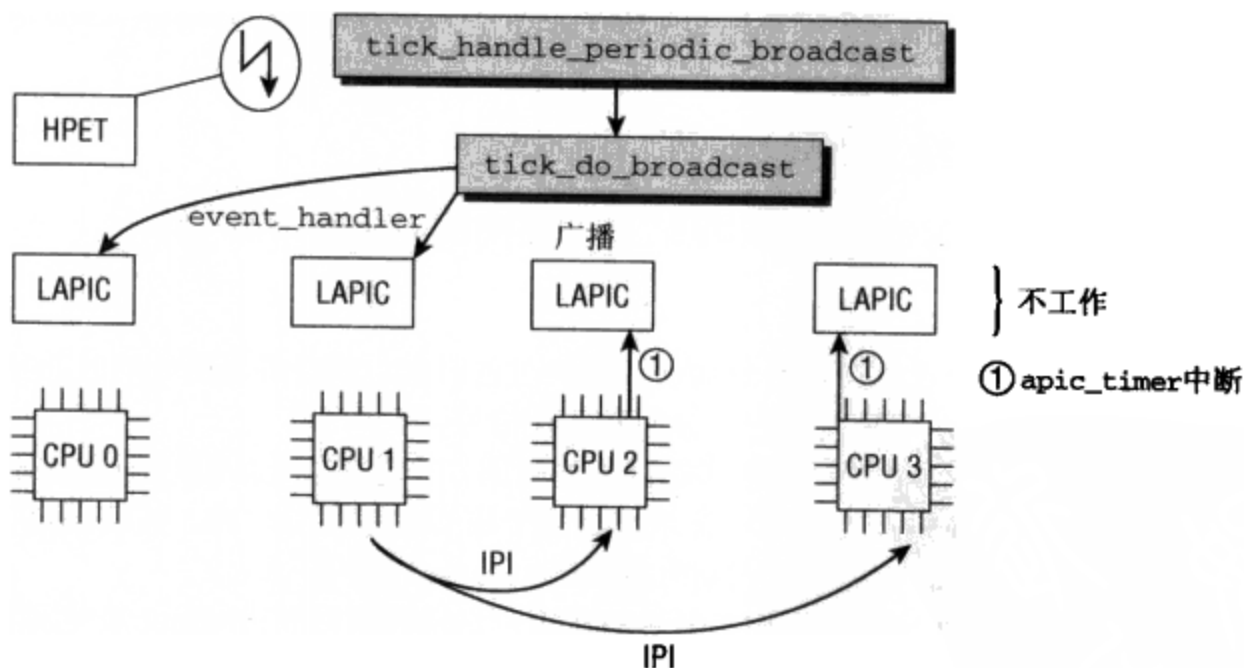 tick_handle_periodic_broadcast
HPET
tick_do_broadcast
event_handler
广播
LAPIC
LAPIC
LAPIC
LAPIC
不工作
①
①
①apic_timer中断
CPU 0
CPU 1
CPU 2
CPU 3
IPI
IPI